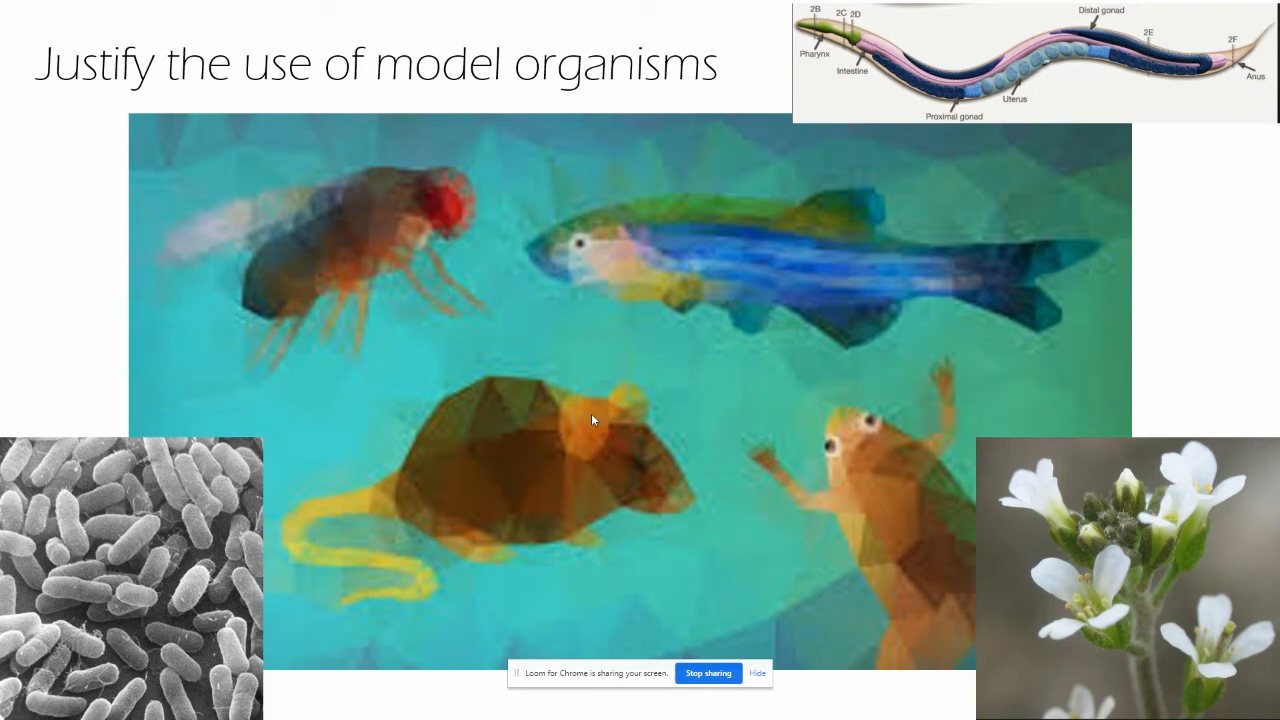 Justify the use of model organisms
2B
2C
2D
Distal gonad
2E
2F
Pharynx
Intestine
Uterus
Anus
Proximal gonad
Loom for Chrome is sharing your screen.
Stop sharing
Hide